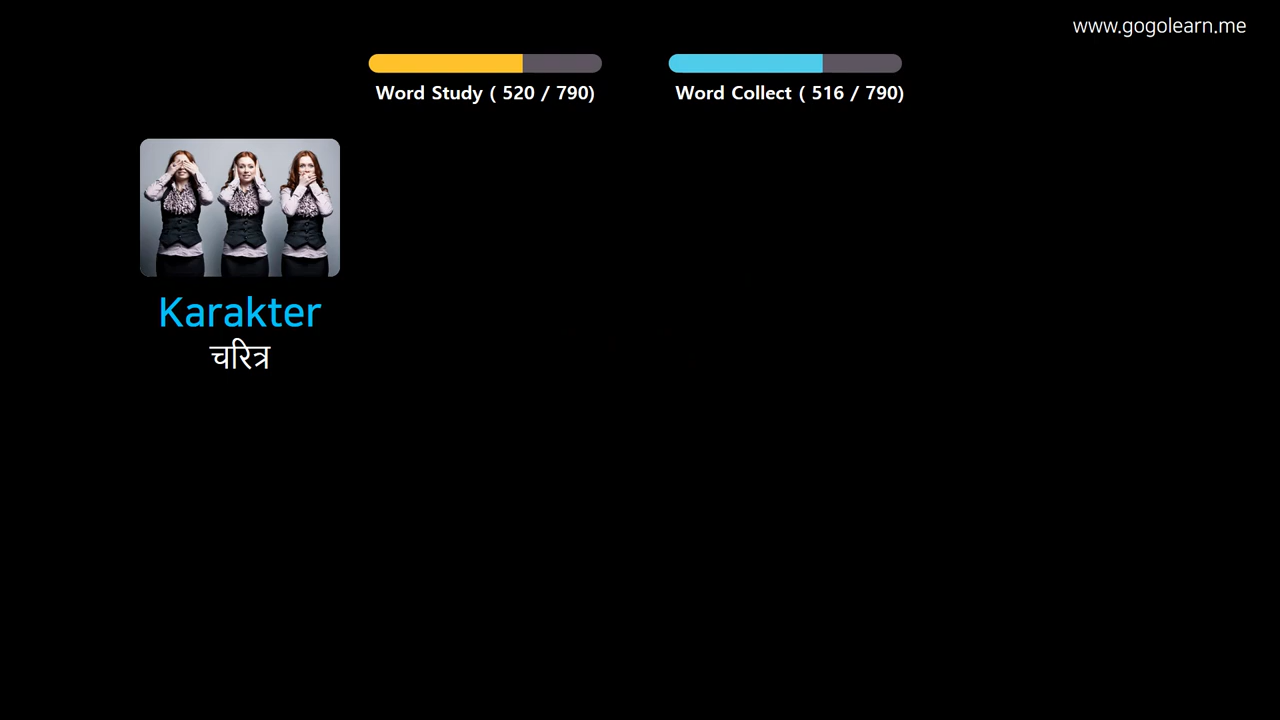 www.gogolearn.me
Word Study ( 520 / 790)
Word Collect ( 516 / 790)
Karakter
चरित्र